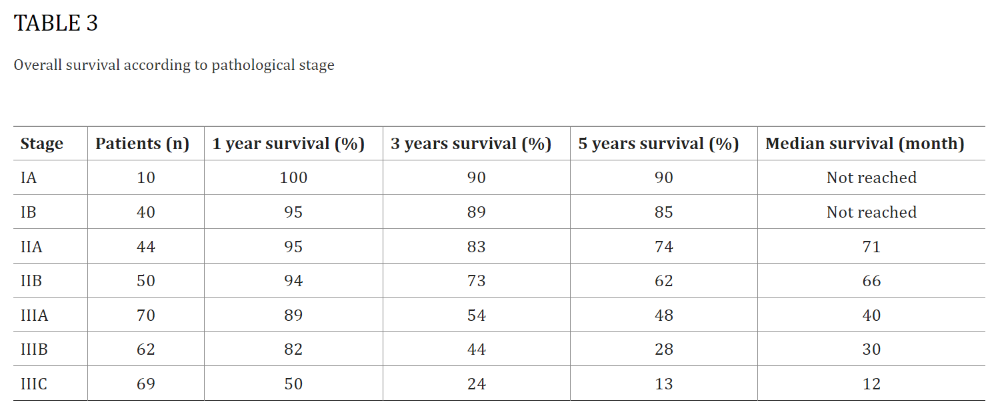 TABLE 3
Overall survival according to pathological stage
Stage Patients (n) 1 year survival (%) 3 years survival (%) 5 years survival (%) Median survival (month)
IA 10 100 90 90 Not reached
IB 40 95 89 85 Not reached
IIA 44 95 83 74 71
IIB 50 94 73 62 66
IIIA 70 89 54 48 40
IIIB 62 82 44 28 30
IIIC 69 50 24 13 12